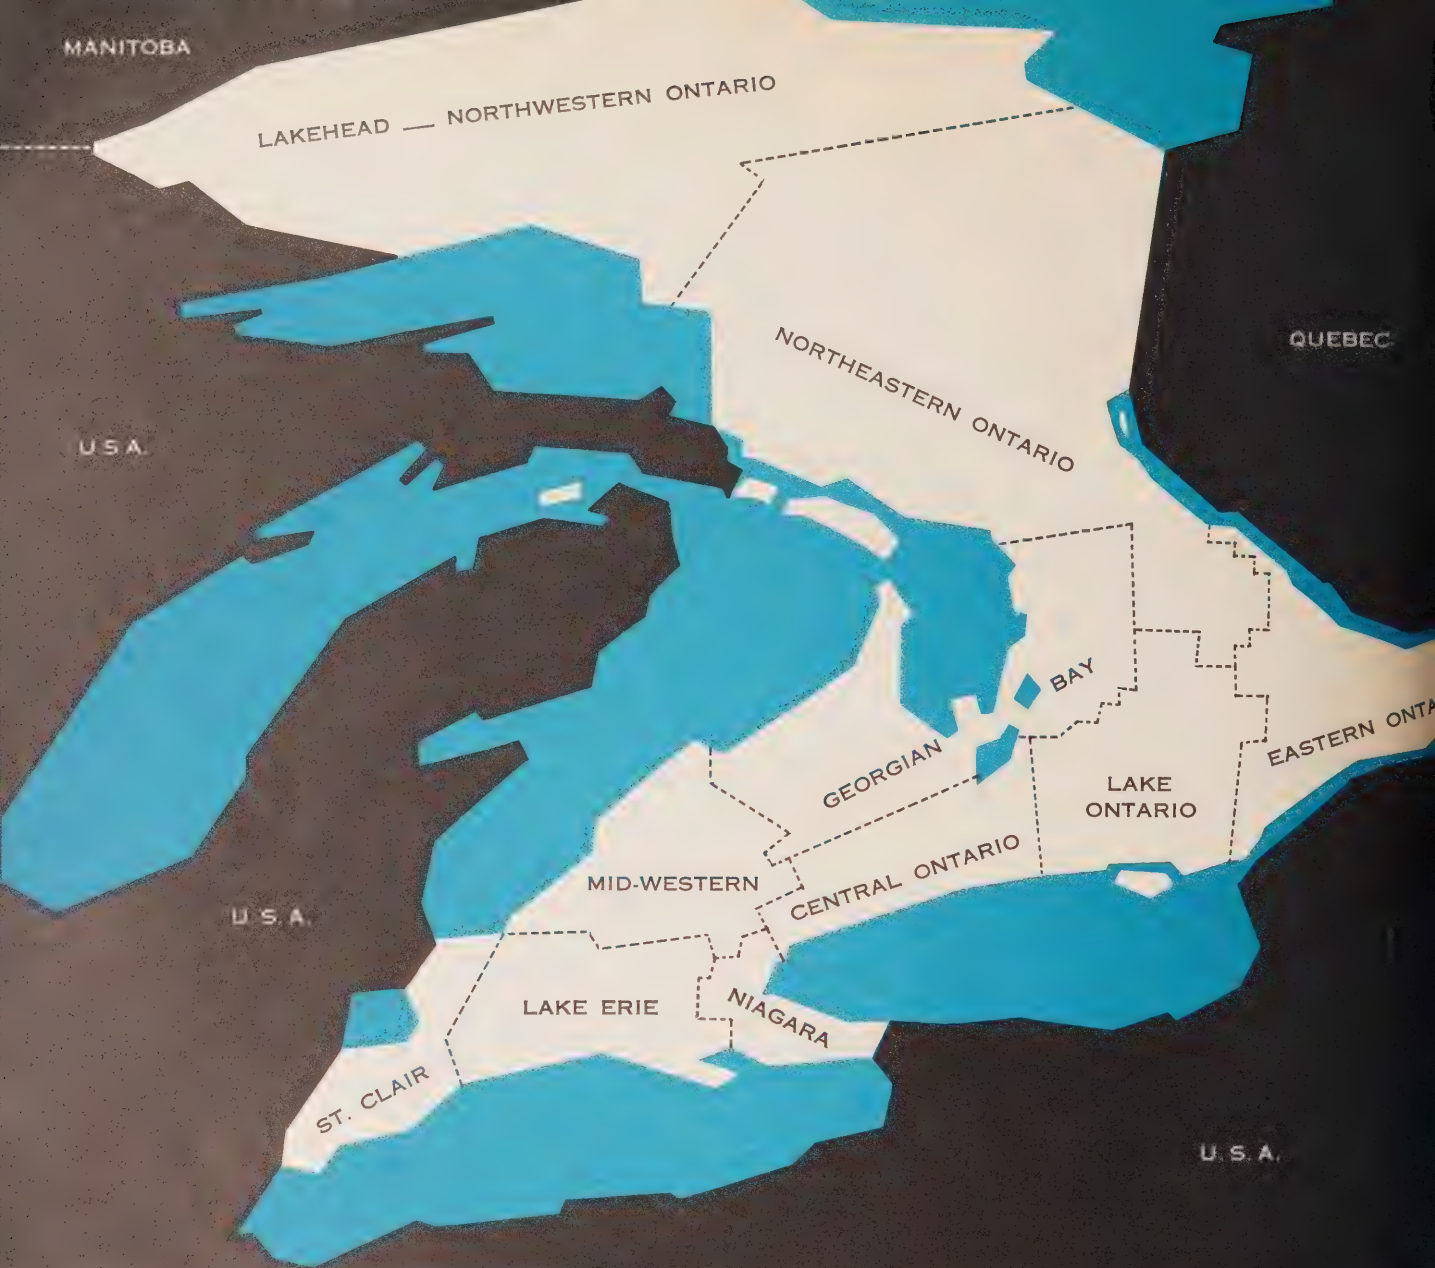 MANITOBA
LAKEHEAD — NORTHWESTERN ONTARIO
QUEBEC
NORTHEASTERN ONTARIO
U.S.A.
BAY
GEORGIAN
EASTERN ONTA
LAKE
ONTARIO
CENTRAL ONTARIO
MID-WESTERN
U.S.A.
LAKE ERIE
NIAGARA
ST. CLAIR
U.S.A.